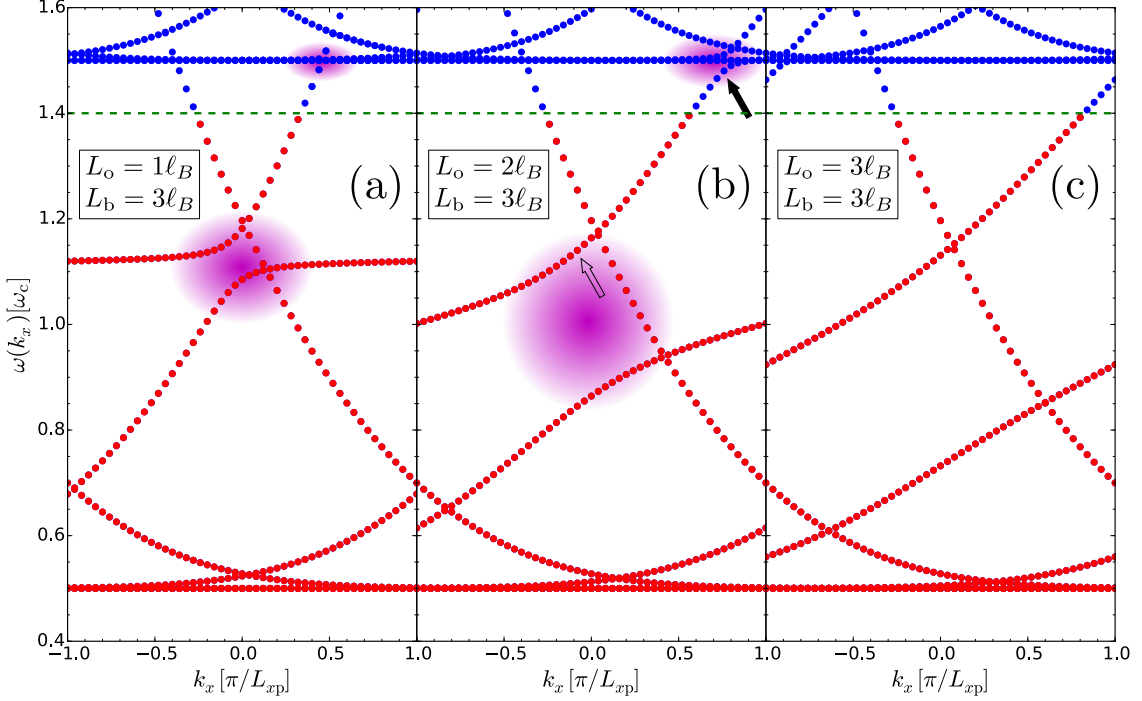 1.6
1.4
1.2
1.0
0.8
0.6
0.4
ω(k_x)[ω_c]
L_o = 1ℓ_B
L_b = 3ℓ_B
(a)
L_o = 2ℓ_B
L_b = 3ℓ_B
(b)
L_o = 3ℓ_B
L_b = 3ℓ_B
(c)
−1.0 −0.5 0.0 0.5 1.0 −0.5 0.0 0.5 1.0 −0.5 0.0 0.5 1.0
k_x [π/L_xp] k_x [π/L_xp] k_x [π/L_xp]